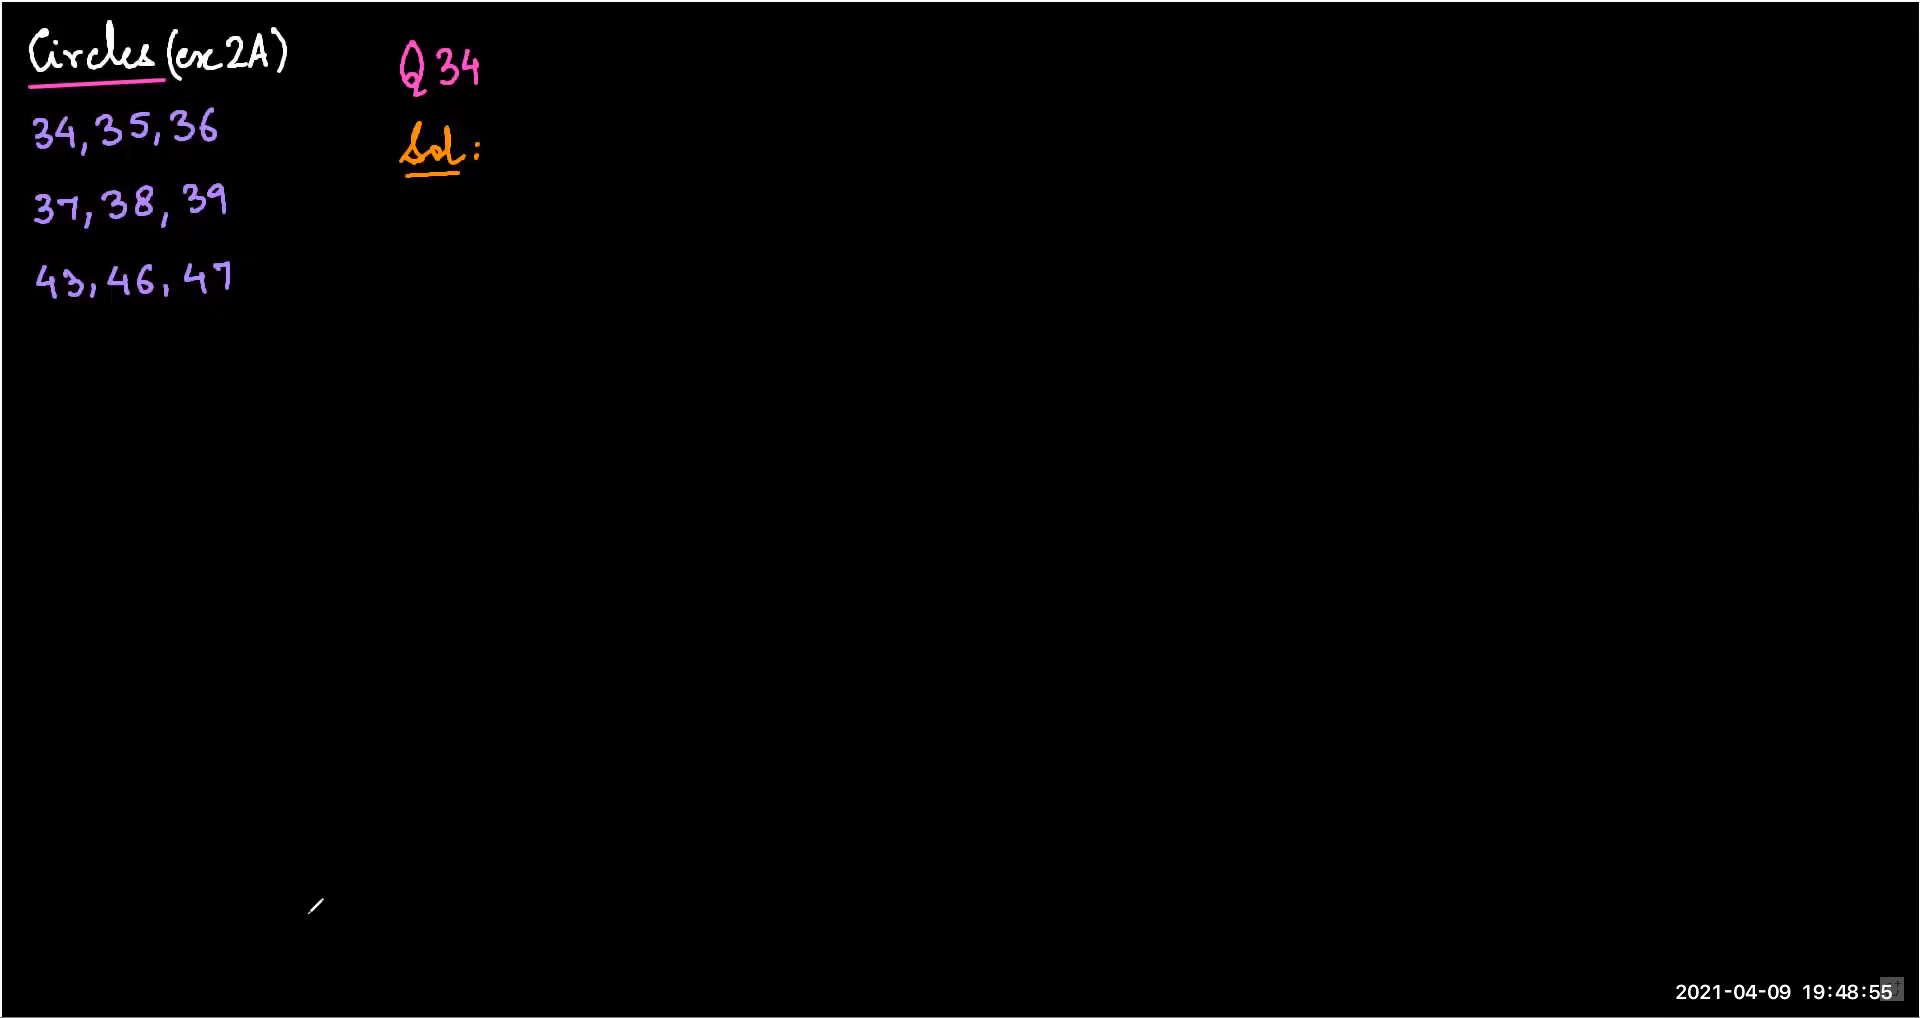 Circles (ex 2A)
34, 35, 36
37, 38, 39
43, 46, 47
Q 34
Sol:
2021-04-09 19:48:55